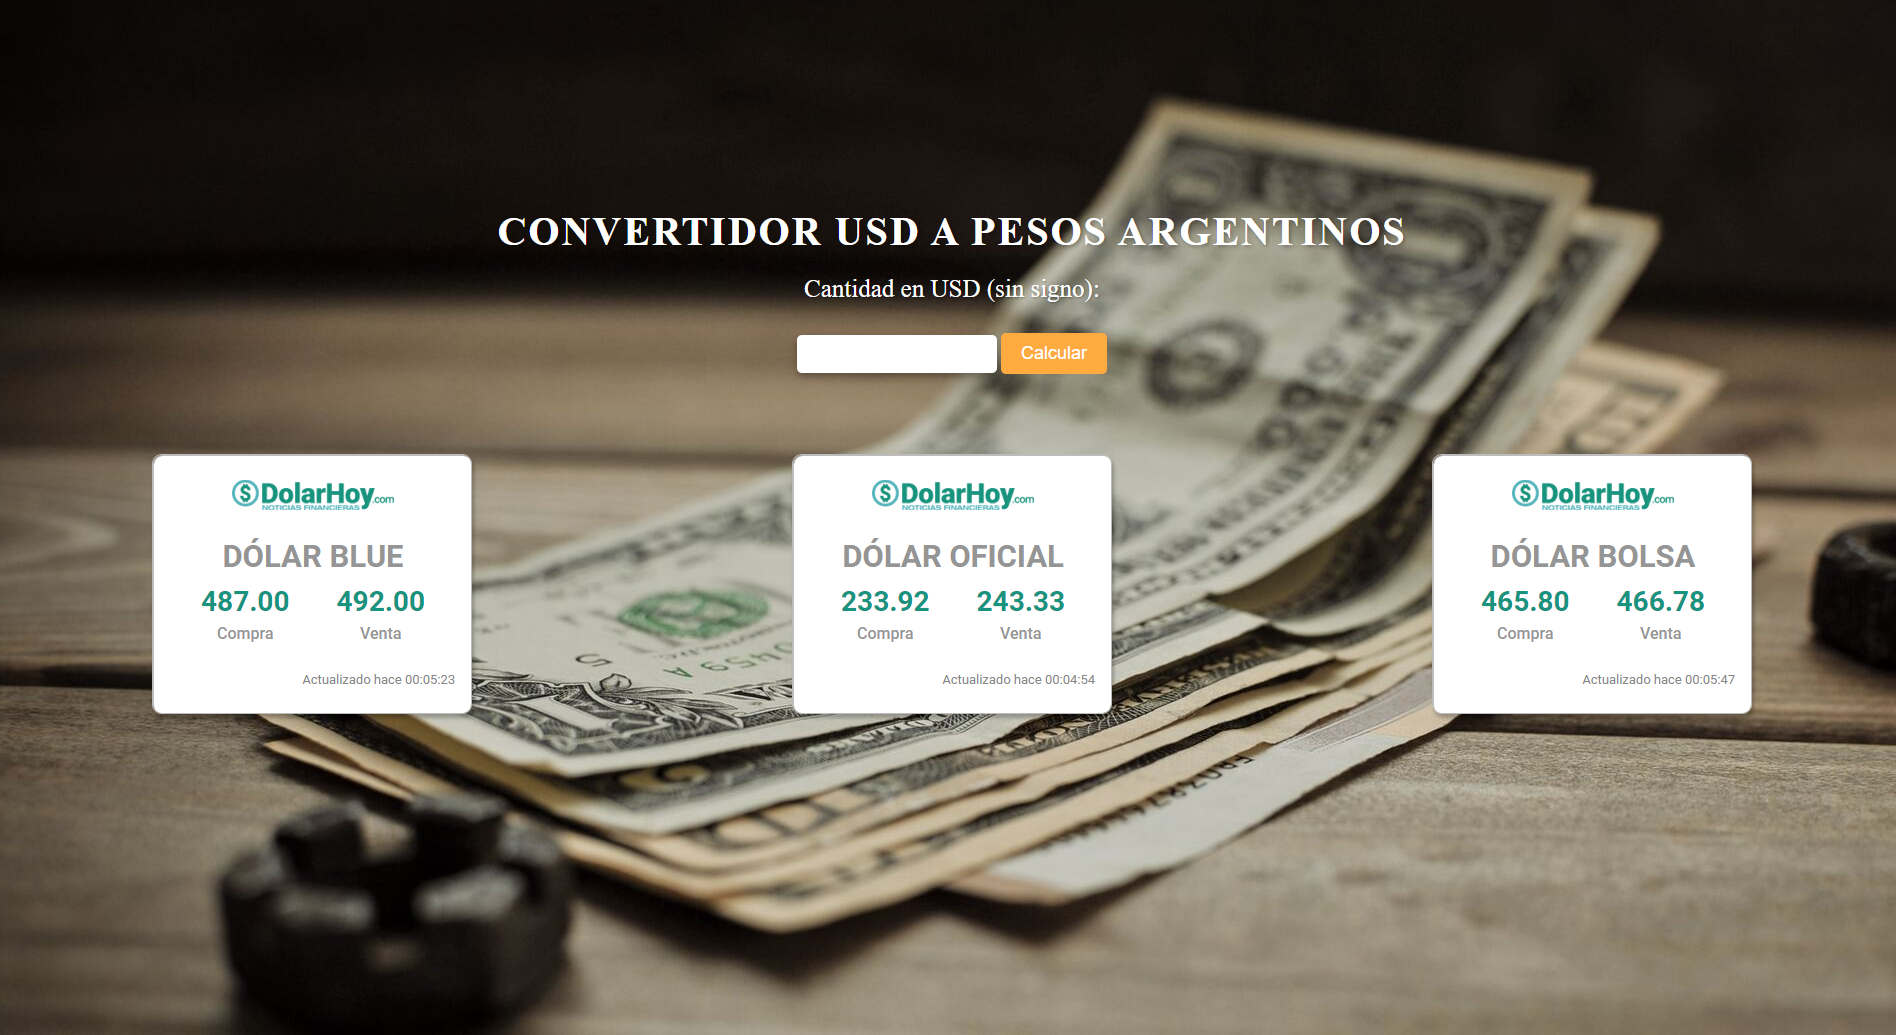 CONVERTIDOR USD A PESOS ARGENTINOS
Cantidad en USD (sin signo):
Calcular
DolarHoy.com
NOTICIAS FINANCIERAS
DÓLAR BLUE
487.00 492.00
Compra Venta
Actualizado hace 00:05:23
DolarHoy.com
NOTICIAS FINANCIERAS
DÓLAR OFICIAL
233.92 243.33
Compra Venta
Actualizado hace 00:04:54
DolarHoy.com
NOTICIAS FINANCIERAS
DÓLAR BOLSA
465.80 466.78
Compra Venta
Actualizado hace 00:05:47